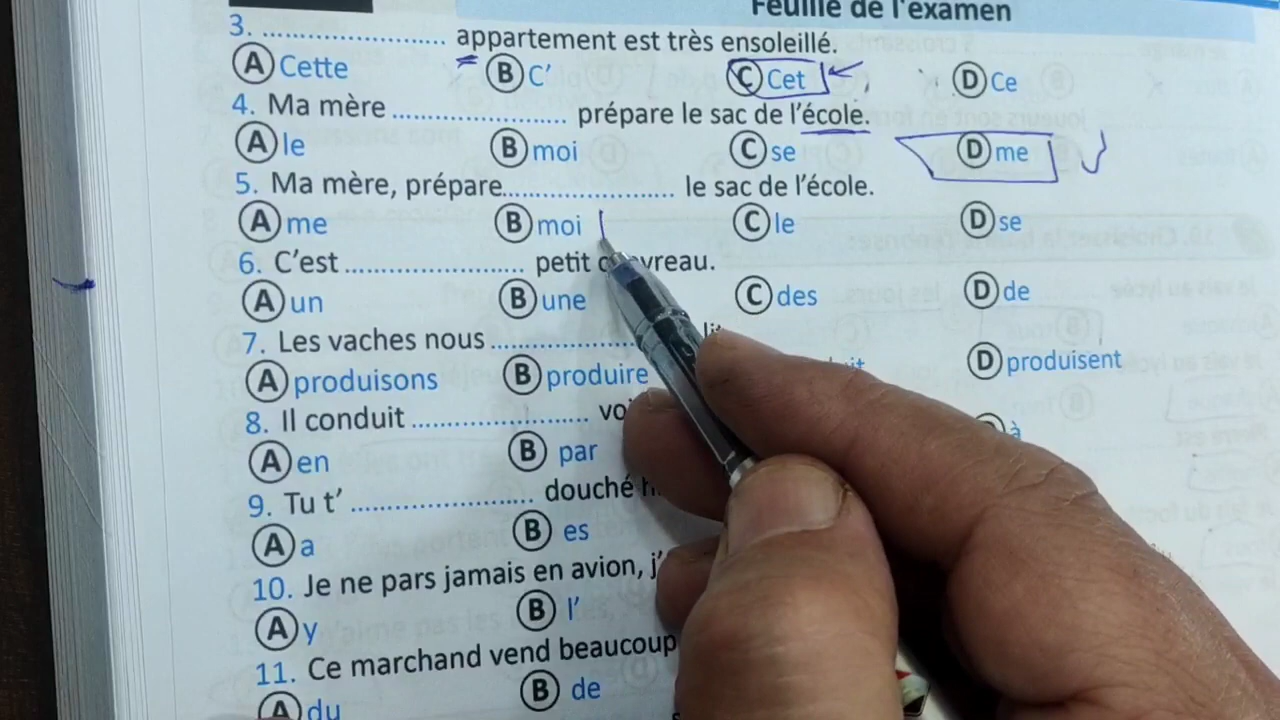 Feuille de l'examen
3. ........................ appartement est très ensoleillé.
A Cette B C' C Cet D Ce
4. Ma mère ........................ prépare le sac de l'école.
A le B moi C se D me
5. Ma mère, prépare........................ le sac de l'école.
A me B moi C le D se
6. C'est ........................ petit
A un B une C des D de
7. Les vaches nous ........................
A produisons B produire D produisent
8. Il conduit ........................
A en B par à
9. Tu t' ........................ douché
A a B es
10. Je ne pars jamais en avion, j'
A y B l'
11. Ce marchand vend beaucoup
A du B de